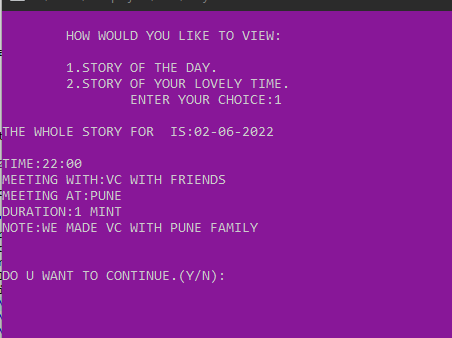 HOW WOULD YOU LIKE TO VIEW:
1.STORY OF THE DAY.
2.STORY OF YOUR LOVELY TIME.
ENTER YOUR CHOICE:1
THE WHOLE STORY FOR  IS:02-06-2022
TIME:22:00
MEETING WITH:VC WITH FRIENDS
MEETING AT:PUNE
DURATION:1 MINT
NOTE:WE MADE VC WITH PUNE FAMILY
DO U WANT TO CONTINUE.(Y/N):